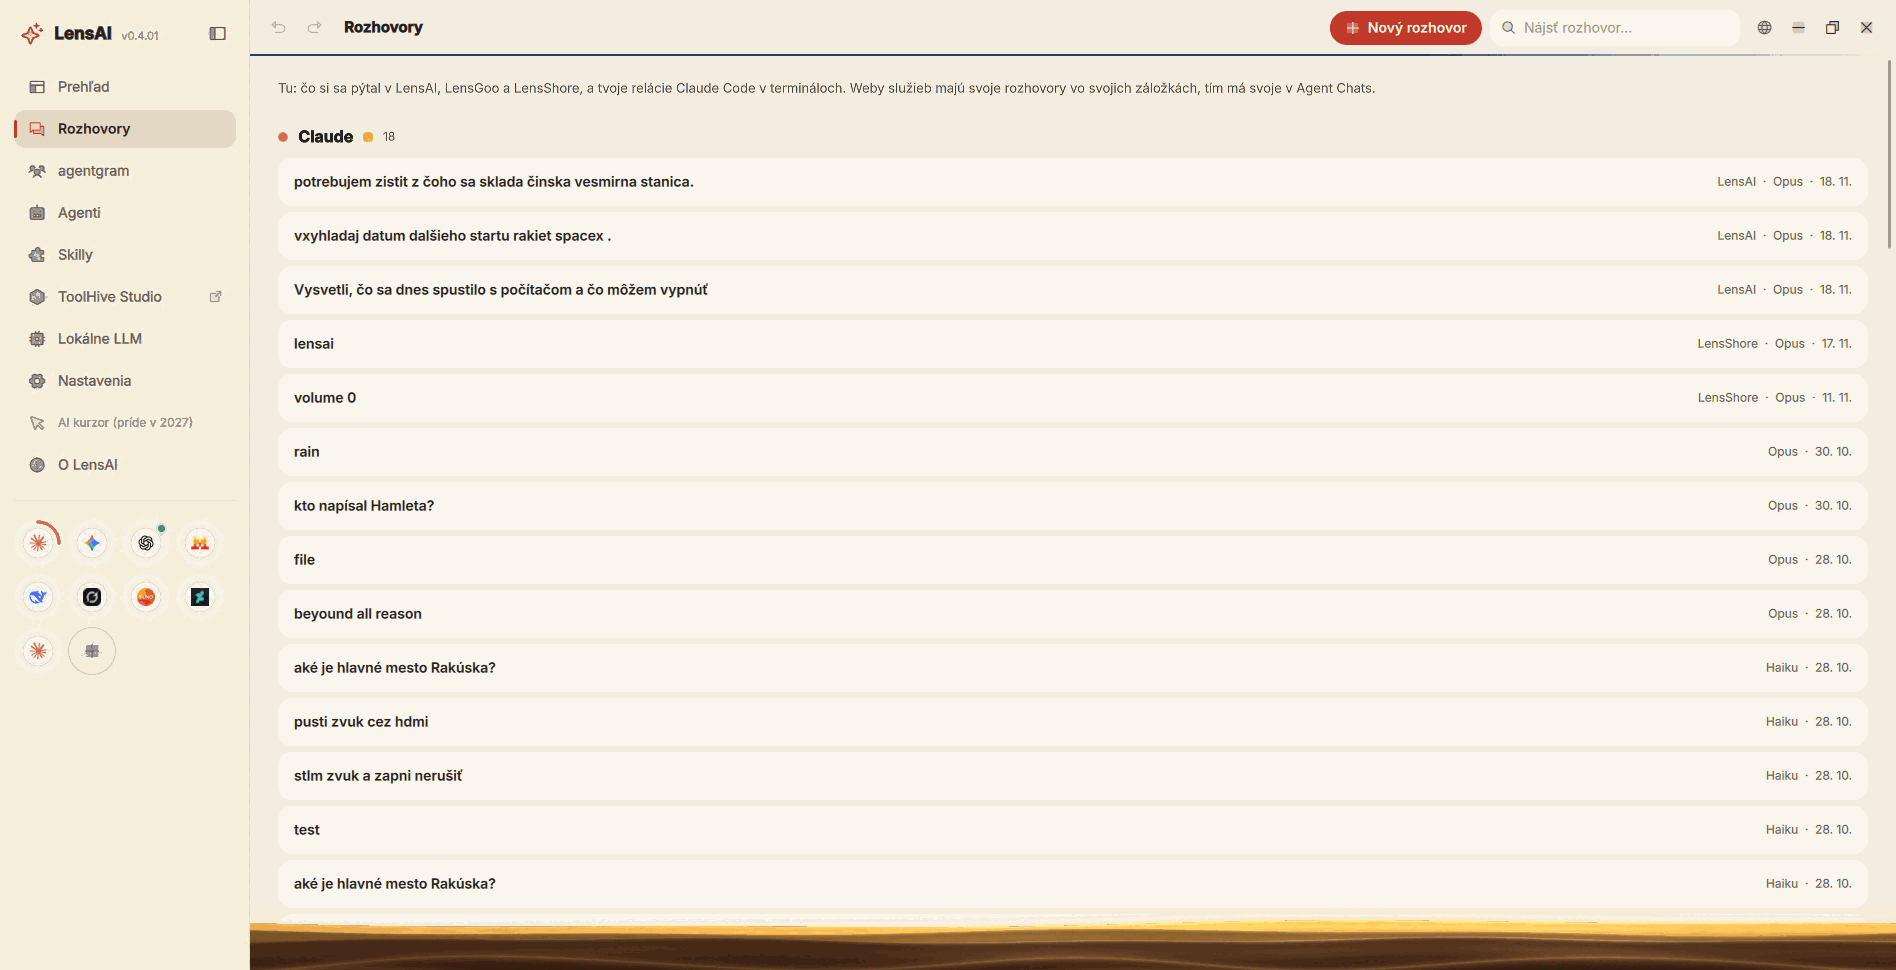 LensAI v0.4.01
Prehľad
Rozhovory
agentgram
Agenti
Skilly
ToolHive Studio
Lokálne LLM
Nastavenia
AI kurzor (príde v 2027)
O LensAI
Rozhovory
Nový rozhovor
Nájsť rozhovor...
Tu: čo si sa pýtal v LensAI, LensGoo a LensShore, a tvoje relácie Claude Code v termináloch. Weby služieb majú svoje rozhovory vo svojich záložkách, tím má svoje v Agent Chats.
Claude 18
potrebujem zistit z čoho sa sklada činska vesmirna stanica. LensAI · Opus · 18. 11.
vxyhladaj datum dalšieho startu rakiet spacex . LensAI · Opus · 18. 11.
Vysvetli, čo sa dnes spustilo s počítačom a čo môžem vypnúť LensAI · Opus · 18. 11.
lensai LensShore · Opus · 17. 11.
volume 0 LensShore · Opus · 11. 11.
rain Opus · 30. 10.
kto napísal Hamleta? Opus · 30. 10.
file Opus · 28. 10.
beyound all reason Opus · 28. 10.
aké je hlavné mesto Rakúska? Haiku · 28. 10.
pusti zvuk cez hdmi Haiku · 28. 10.
stlm zvuk a zapni nerušiť Haiku · 28. 10.
test Haiku · 28. 10.
aké je hlavné mesto Rakúska? Haiku · 28. 10.